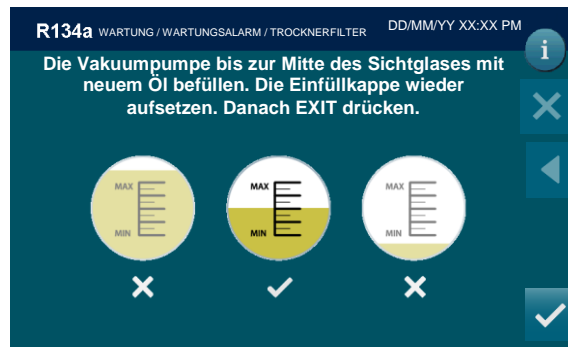 R134a WARTUNG / WARTUNGSALARM / TROCKNERFILTER DD/MM/YY XX:XX PM
i
Die Vakuumpumpe bis zur Mitte des Sichtglases mit
neuem Öl befüllen. Die Einfüllkappe wieder
aufsetzen. Danach EXIT drücken.
MAX MAX MAX
MIN MIN MIN